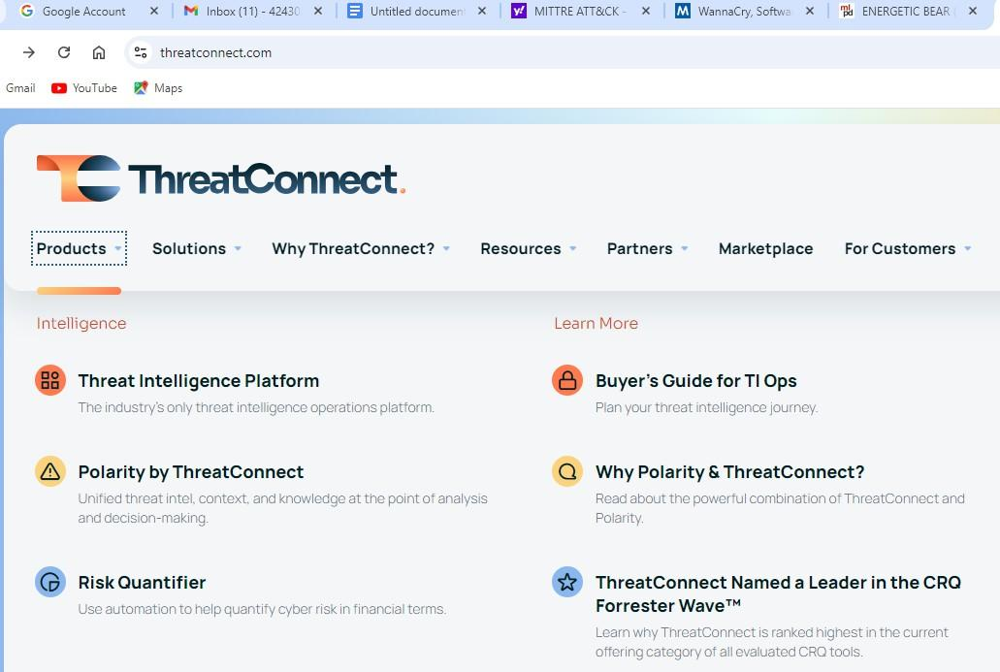 Google Account
Inbox (11) - 42430
Untitled documen
MITTRE ATT&CK -
WannaCry, Softwa
ENERGETIC BEAR (
threatconnect.com
Gmail
YouTube
Maps
ThreatConnect.
Products
Solutions
Why ThreatConnect?
Resources
Partners
Marketplace
For Customers
Intelligence
Threat Intelligence Platform
The industry's only threat intelligence operations platform.
Polarity by ThreatConnect
Unified threat intel, context, and knowledge at the point of analysis
and decision-making.
Risk Quantifier
Use automation to help quantify cyber risk in financial terms.
Learn More
Buyer's Guide for TI Ops
Plan your threat intelligence journey.
Why Polarity & ThreatConnect?
Read about the powerful combination of ThreatConnect and
Polarity.
ThreatConnect Named a Leader in the CRQ
Forrester Wave™
Learn why ThreatConnect is ranked highest in the current
offering category of all evaluated CRQ tools.